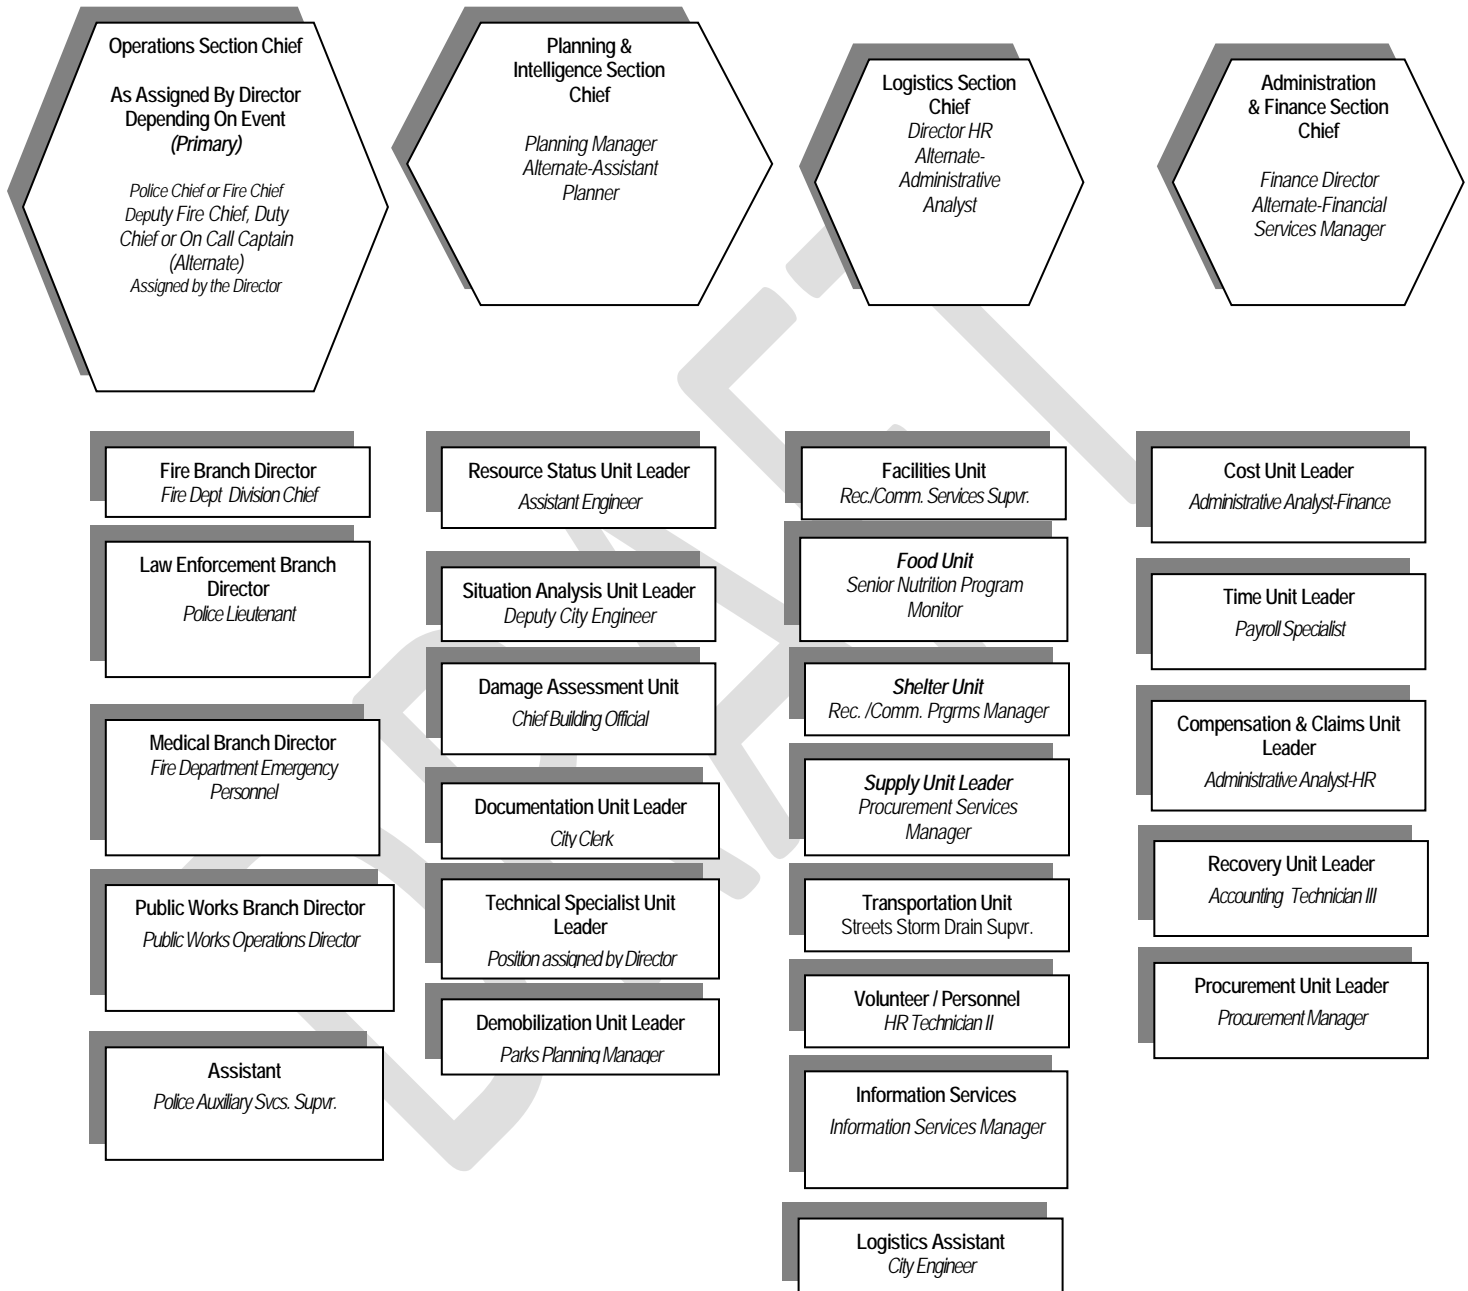 Operations Section Chief
As Assigned By Director
Depending On Event
(Primary)
Police Chief or Fire Chief
Deputy Fire Chief, Duty
Chief or On Call Captain
(Alternate)
Assigned by the Director
Planning &
Intelligence Section
Chief
Planning Manager
Alternate-Assistant
Planner
Logistics Section
Chief
Director HR
Alternate-
Administrative
Analyst
Administration
& Finance Section
Chief
Finance Director
Alternate-Financial
Services Manager
Fire Branch Director
Fire Dept Division Chief
Law Enforcement Branch
Director
Police Lieutenant
Medical Branch Director
Fire Department Emergency
Personnel
Public Works Branch Director
Public Works Operations Director
Assistant
Police Auxiliary Svcs. Supvr.
Resource Status Unit Leader
Assistant Engineer
Situation Analysis Unit Leader
Deputy City Engineer
Damage Assessment Unit
Chief Building Official
Documentation Unit Leader
City Clerk
Technical Specialist Unit
Leader
Position assigned by Director
Demobilization Unit Leader
Parks Planning Manager
Facilities Unit
Rec./Comm. Services Supvr.
Food Unit
Senior Nutrition Program
Monitor
Shelter Unit
Rec. /Comm. Prgrms Manager
Supply Unit Leader
Procurement Services
Manager
Transportation Unit
Streets Storm Drain Supvr.
Volunteer / Personnel
HR Technician II
Information Services
Information Services Manager
Logistics Assistant
City Engineer
Cost Unit Leader
Administrative Analyst-Finance
Time Unit Leader
Payroll Specialist
Compensation & Claims Unit
Leader
Administrative Analyst-HR
Recovery Unit Leader
Accounting Technician III
Procurement Unit Leader
Procurement Manager
DRAFT